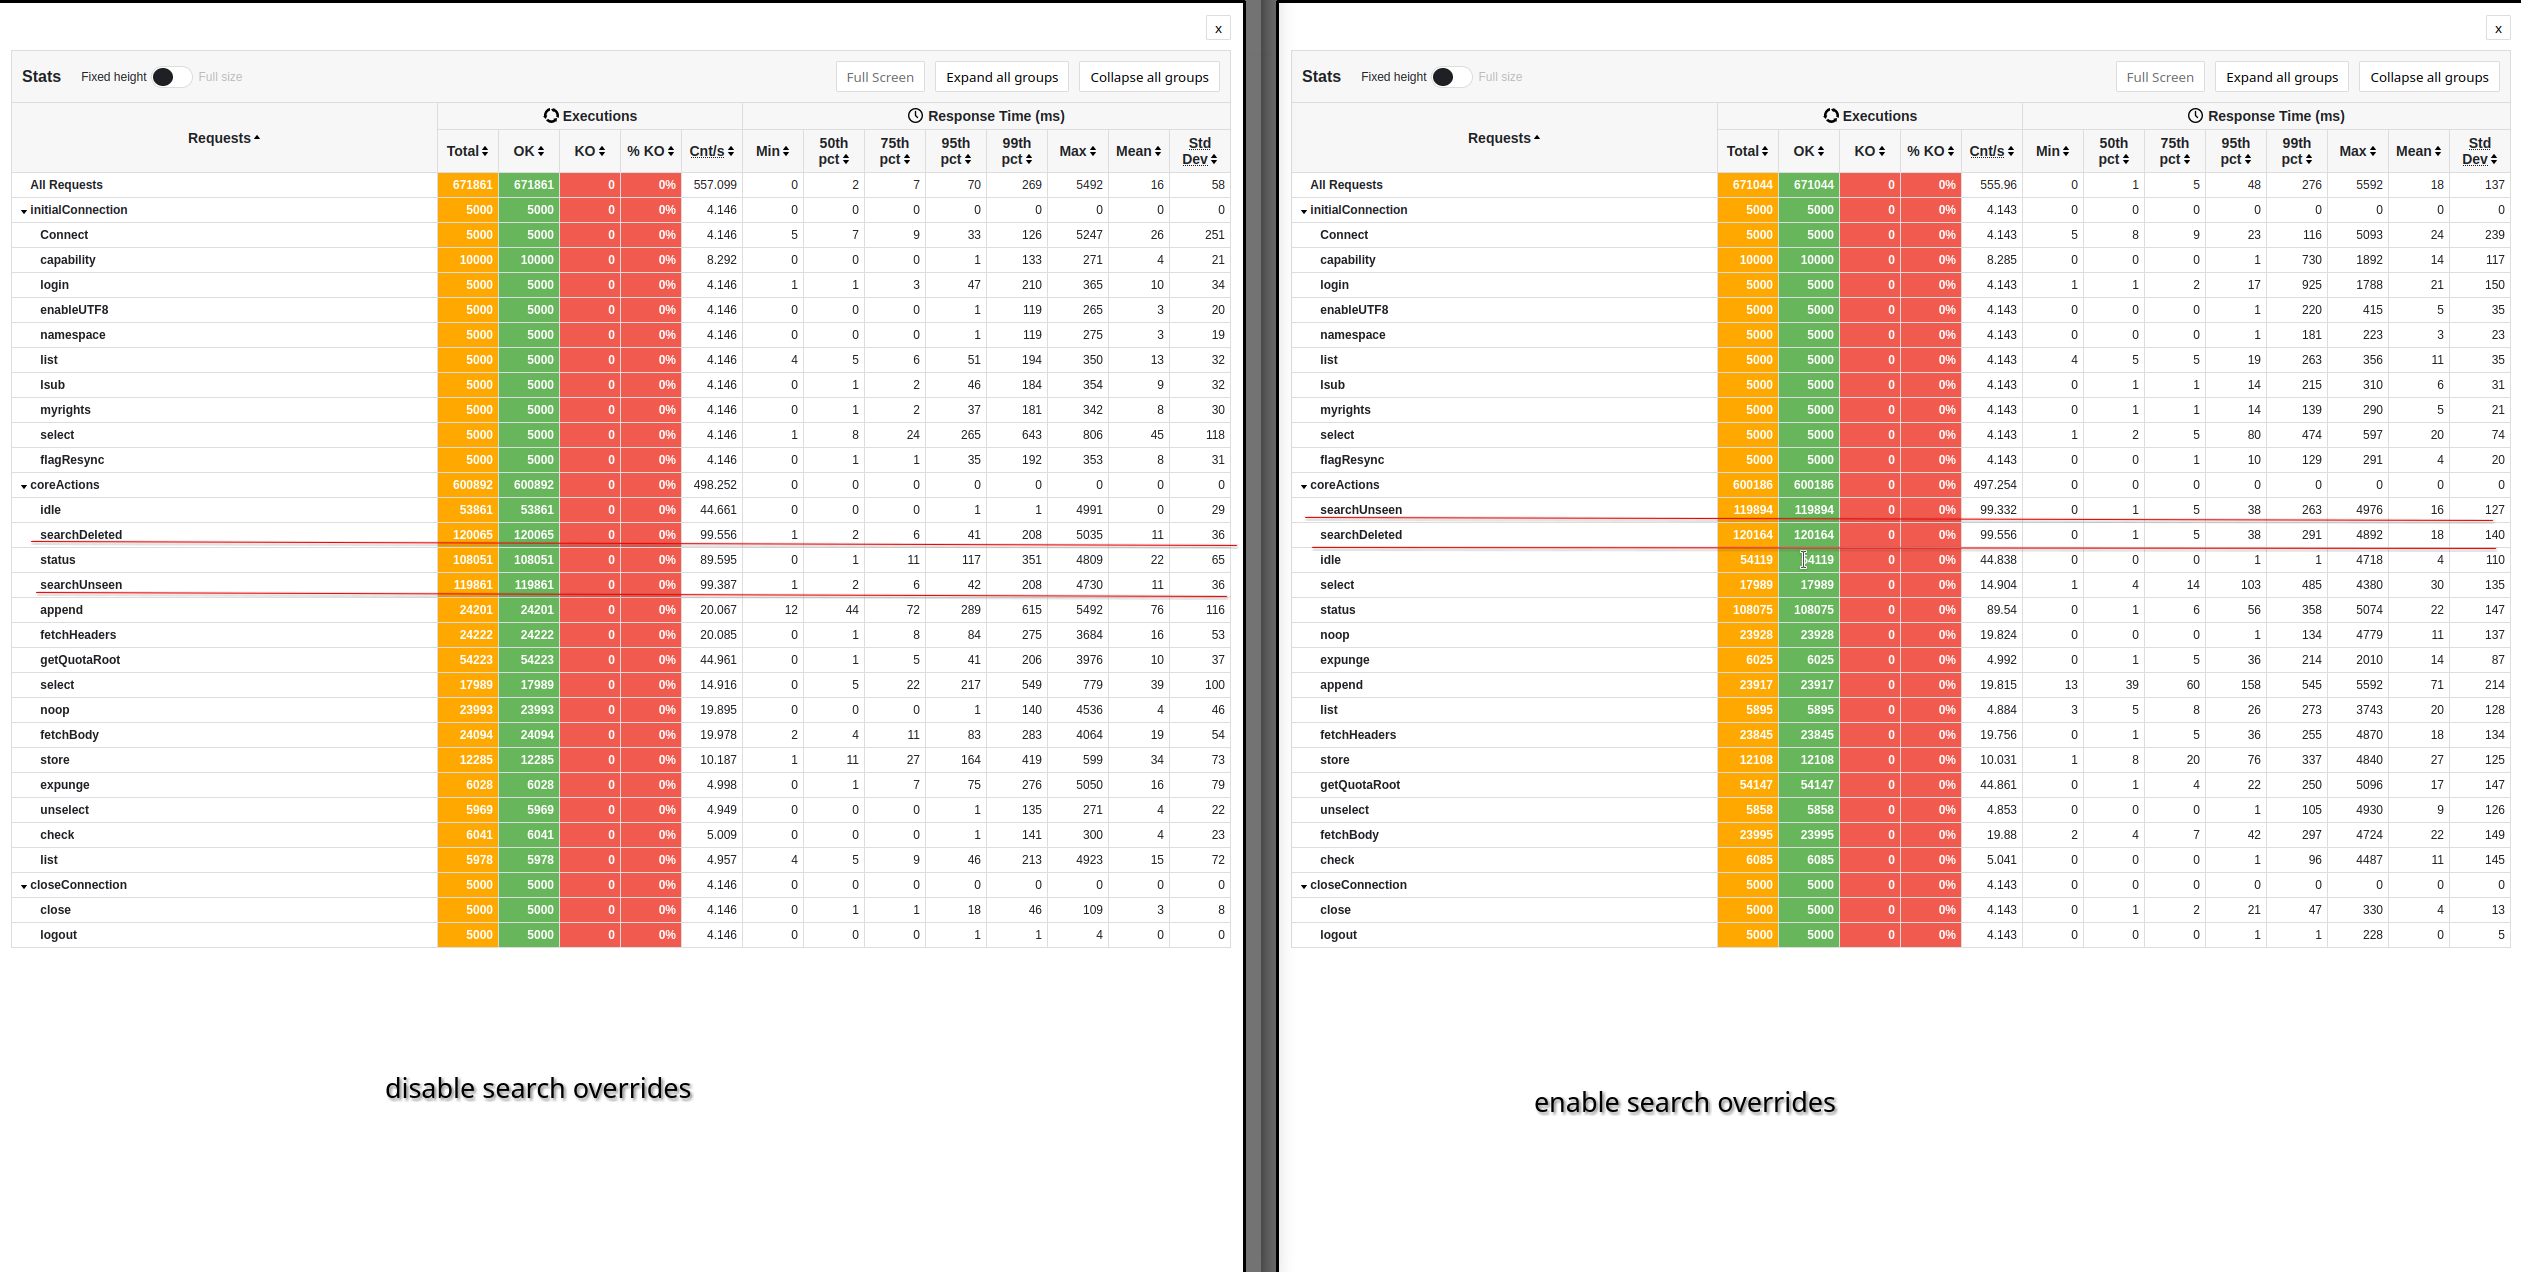 x
Stats Fixed height Full size Full Screen Expand all groups Collapse all groups
Requests Executions Response Time (ms)
Total OK KO % KO Cnt/s Min 50th pct 75th pct 95th pct 99th pct Max Mean Std Dev
All Requests 671861 671861 0 0% 557.099 0 2 7 70 269 5492 16 58
initialConnection 5000 5000 0 0% 4.146 0 0 0 0 0 0 0 0
Connect 5000 5000 0 0% 4.146 5 7 9 33 126 5247 26 251
capability 10000 10000 0 0% 8.292 0 0 0 1 133 271 4 21
login 5000 5000 0 0% 4.146 1 1 3 47 210 365 10 34
enableUTF8 5000 5000 0 0% 4.146 0 0 0 1 119 265 3 20
namespace 5000 5000 0 0% 4.146 0 0 0 1 119 275 3 19
list 5000 5000 0 0% 4.146 4 5 6 51 194 350 13 32
lsub 5000 5000 0 0% 4.146 0 1 2 46 184 354 9 32
myrights 5000 5000 0 0% 4.146 0 1 2 37 181 342 8 30
select 5000 5000 0 0% 4.146 1 8 24 265 643 806 45 118
flagResync 5000 5000 0 0% 4.146 0 1 1 35 192 353 8 31
coreActions 600892 600892 0 0% 498.252 0 0 0 0 0 0 0 0
idle 53861 53861 0 0% 44.661 0 0 0 1 1 4991 0 29
searchDeleted 120065 120065 0 0% 99.556 1 2 6 41 208 5035 11 36
status 108051 108051 0 0% 89.595 0 1 11 117 351 4809 22 65
searchUnseen 119861 119861 0 0% 99.387 1 2 6 42 208 4730 11 36
append 24201 24201 0 0% 20.067 12 44 72 289 615 5492 76 116
fetchHeaders 24222 24222 0 0% 20.085 0 1 8 84 275 3684 16 53
getQuotaRoot 54223 54223 0 0% 44.961 0 1 5 41 206 3976 10 37
select 17989 17989 0 0% 14.916 0 5 22 217 549 779 39 100
noop 23993 23993 0 0% 19.895 0 0 0 1 140 4536 4 46
fetchBody 24094 24094 0 0% 19.978 2 4 11 83 283 4064 19 54
store 12285 12285 0 0% 10.187 1 11 27 164 419 599 34 73
expunge 6028 6028 0 0% 4.998 0 1 7 75 276 5050 16 79
unselect 5969 5969 0 0% 4.949 0 0 0 1 135 271 4 22
check 6041 6041 0 0% 5.009 0 0 0 1 141 300 4 23
list 5978 5978 0 0% 4.957 4 5 9 46 213 4923 15 72
closeConnection 5000 5000 0 0% 4.146 0 0 0 0 0 0 0 0
close 5000 5000 0 0% 4.146 0 1 1 18 46 109 3 8
logout 5000 5000 0 0% 4.146 0 0 0 1 1 4 0 0
disable search overrides
x
Stats Fixed height Full size Full Screen Expand all groups Collapse all groups
Requests Executions Response Time (ms)
Total OK KO % KO Cnt/s Min 50th pct 75th pct 95th pct 99th pct Max Mean Std Dev
All Requests 671044 671044 0 0% 555.96 0 1 5 48 276 5592 18 137
initialConnection 5000 5000 0 0% 4.143 0 0 0 0 0 0 0 0
Connect 5000 5000 0 0% 4.143 5 8 9 23 116 5093 24 239
capability 10000 10000 0 0% 8.285 0 0 0 1 730 1892 14 117
login 5000 5000 0 0% 4.143 1 1 2 17 925 1788 21 150
enableUTF8 5000 5000 0 0% 4.143 0 0 0 1 220 415 5 35
namespace 5000 5000 0 0% 4.143 0 0 0 1 181 223 3 23
list 5000 5000 0 0% 4.143 4 5 5 19 263 356 11 35
lsub 5000 5000 0 0% 4.143 0 1 1 14 215 310 6 31
myrights 5000 5000 0 0% 4.143 0 1 1 14 139 290 5 21
select 5000 5000 0 0% 4.143 1 2 5 80 474 597 20 74
flagResync 5000 5000 0 0% 4.143 0 0 1 10 129 291 4 20
coreActions 600186 600186 0 0% 497.254 0 0 0 0 0 0 0 0
searchUnseen 119894 119894 0 0% 99.332 0 1 5 38 263 4976 16 127
searchDeleted 120164 120164 0 0% 99.556 0 1 5 38 291 4892 18 140
idle 54119 54119 0 0% 44.838 0 0 0 1 1 4718 4 110
select 17989 17989 0 0% 14.904 1 4 14 103 485 4380 30 135
status 108075 108075 0 0% 89.54 0 1 6 56 358 5074 22 147
noop 23928 23928 0 0% 19.824 0 0 0 1 134 4779 11 137
expunge 6025 6025 0 0% 4.992 0 1 5 36 214 2010 14 87
append 23917 23917 0 0% 19.815 13 39 60 158 545 5592 71 214
list 5895 5895 0 0% 4.884 3 5 8 26 273 3743 20 128
fetchHeaders 23845 23845 0 0% 19.756 0 1 5 36 255 4870 18 134
store 12108 12108 0 0% 10.031 1 8 20 76 337 4840 27 125
getQuotaRoot 54147 54147 0 0% 44.861 0 1 4 22 250 5096 17 147
unselect 5858 5858 0 0% 4.853 0 0 0 1 105 4930 9 126
fetchBody 23995 23995 0 0% 19.88 2 4 7 42 297 4724 22 149
check 6085 6085 0 0% 5.041 0 0 0 1 96 4487 11 145
closeConnection 5000 5000 0 0% 4.143 0 0 0 0 0 0 0 0
close 5000 5000 0 0% 4.143 0 1 2 21 47 330 4 13
logout 5000 5000 0 0% 4.143 0 0 0 1 1 228 0 5
enable search overrides